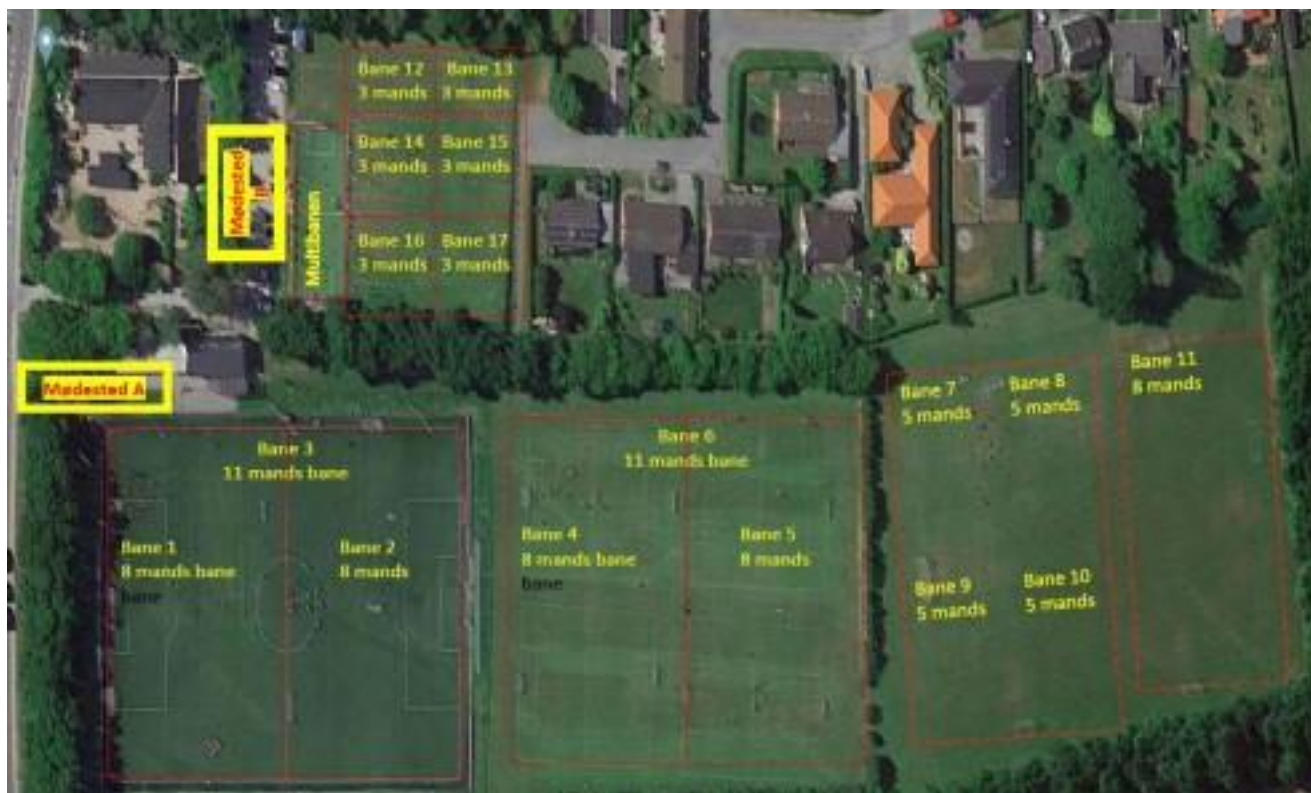 Bane 12
3 mands
Bane 13
3 mands
Bane 14
3 mands
Bane 15
3 mands
Bane 16
3 mands
Bane 17
3 mands
Mødested
B
Multibanen
Mødested A
Bane 3
11 mands bane
Bane 1
8 mands bane
bane
Bane 2
8 mands
Bane 6
11 mands bane
Bane 4
8 mands bane
bane
Bane 5
8 mands
Bane 7
5 mands
Bane 8
5 mands
Bane 9
5 mands
Bane 10
5 mands
Bane 11
8 mands